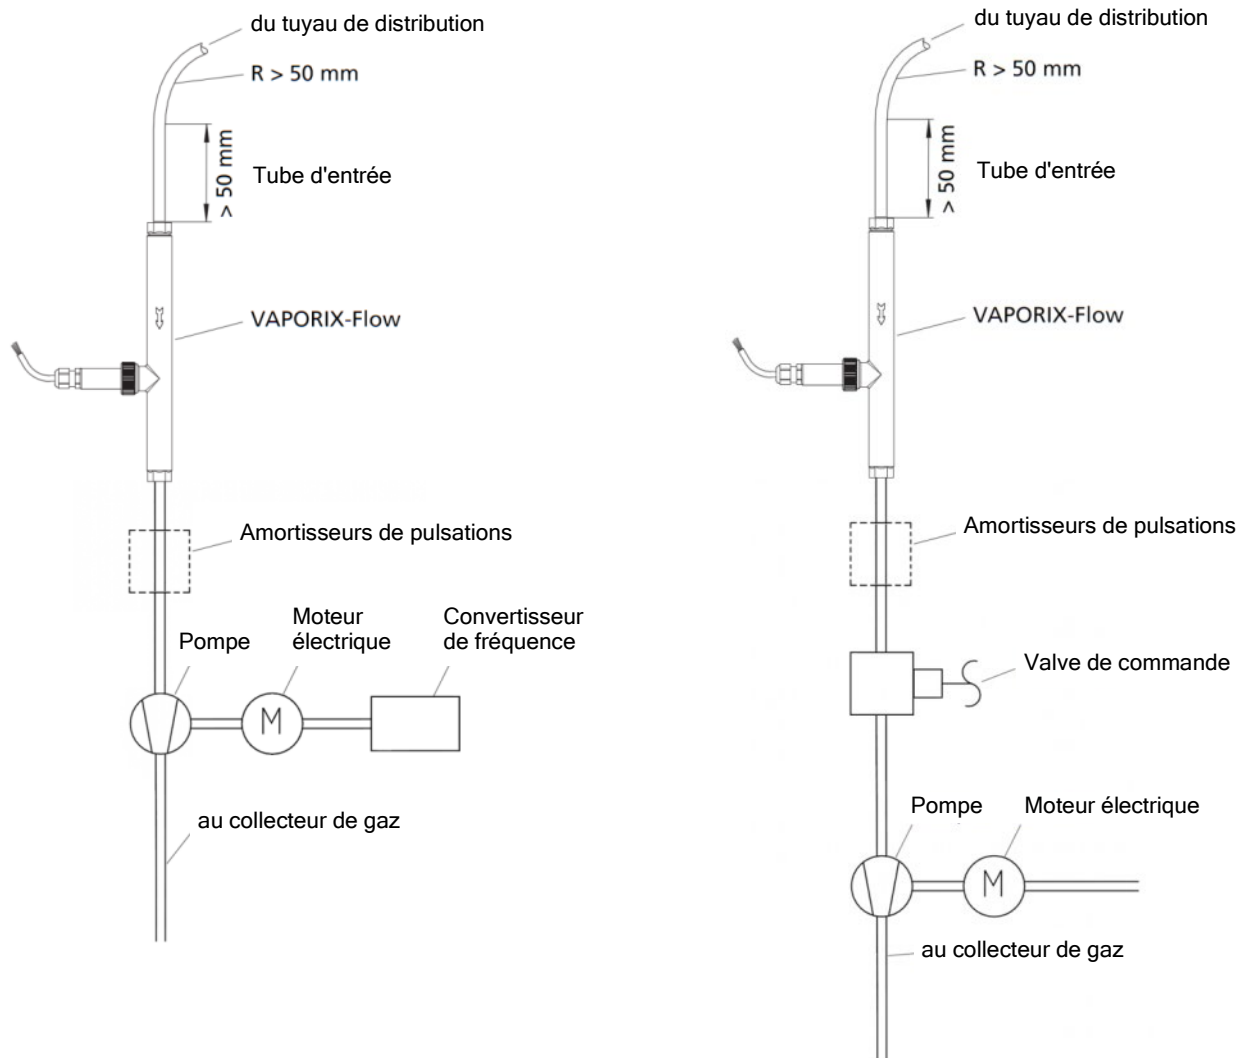 du tuyau de distribution
R > 50 mm
> 50 mm
Tube d'entrée
VAPORIX-Flow
Amortisseurs de pulsations
Pompe
Moteur
électrique
Convertisseur
de fréquence
M
au collecteur de gaz
du tuyau de distribution
R > 50 mm
> 50 mm
Tube d'entrée
VAPORIX-Flow
Amortisseurs de pulsations
Valve de commande
Pompe
Moteur électrique
M
au collecteur de gaz